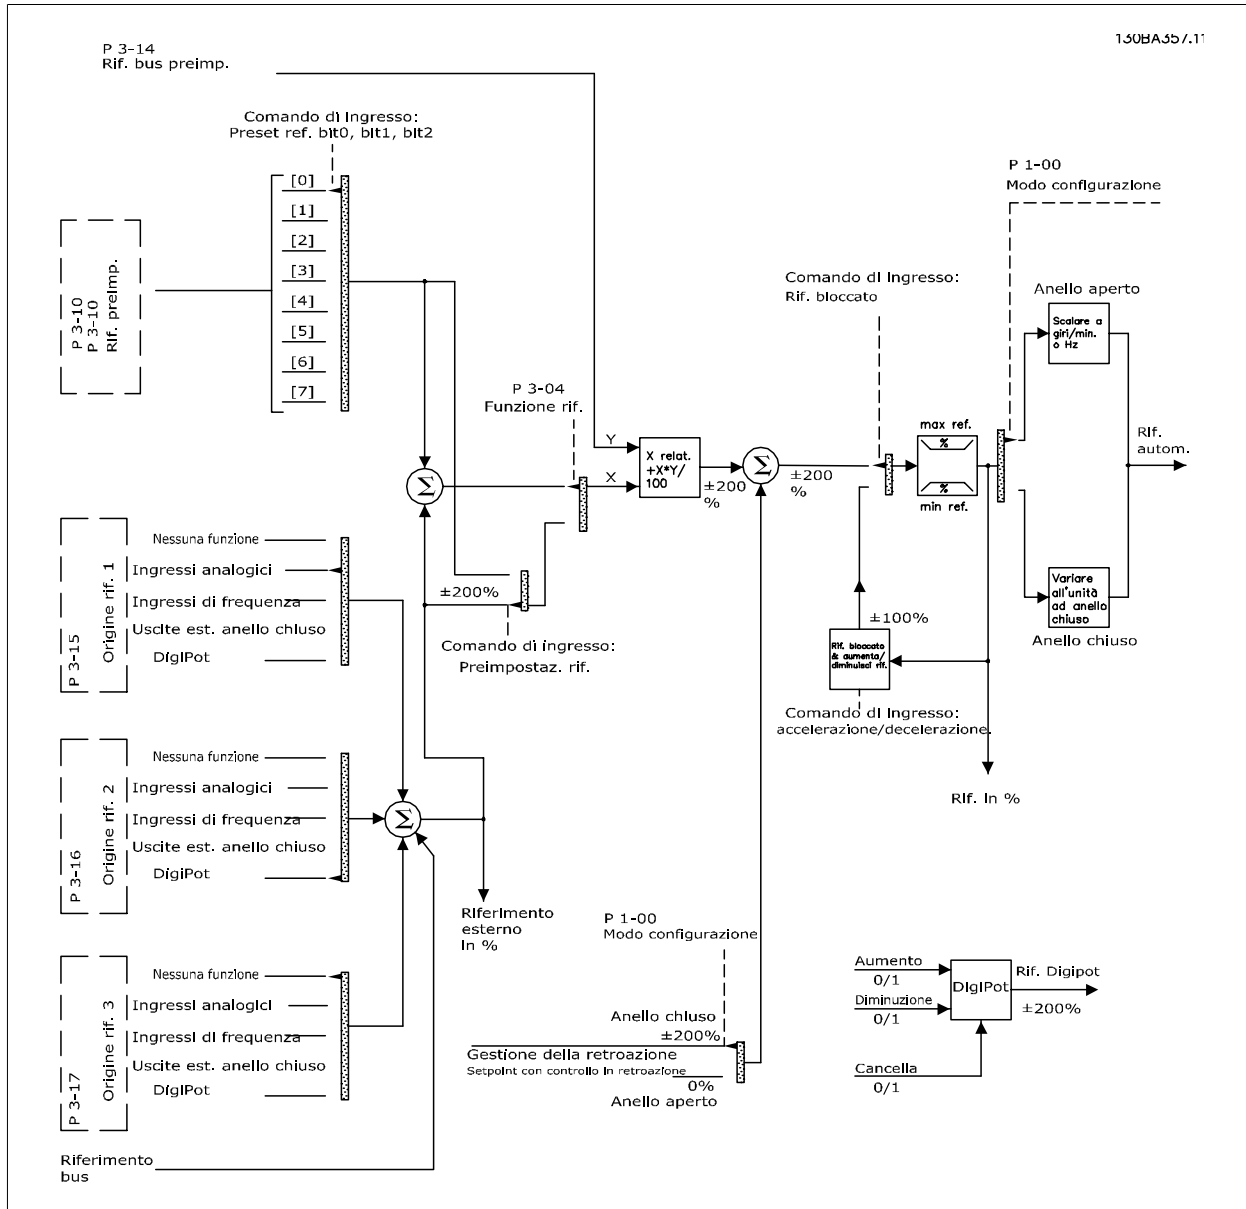 130BA357.11
P 3-14
Rif. bus preimp.
Comando di Ingresso:
Preset ref. bit0, bit1, bit2
[0]
[1]
[2]
[3]
[4]
[5]
[6]
[7]
P 3-10
P 3-10
Rif. preimp.
P 1-00
Modo configurazione
Comando di Ingresso:
Rif. bloccato
Anello aperto
Scalare a
giri/min.
o Hz
P 3-04
Funzione rif.
Y
X
X relat.
+X*Y/
100
±200
%
Σ
±200
%
max ref.
%
%
min ref.
Rif.
autom.
Σ
P 3-15
Origine rif. 1
Nessuna funzione
Ingressi analogici
Ingressi di frequenza
Uscite est. anello chiuso
DigiPot
±200%
Comando di ingresso:
Preimpostaz. rif.
Variare
all'unità
ad anello
chiuso
Anello chiuso
±100%
Rif. bloccato
& aumenta/
diminuisci rif.
Comando di Ingresso:
accelerazione/decelerazione.
Rif. In %
P 3-16
Origine rif. 2
Nessuna funzione
Ingressi analogici
Ingressi di frequenza
Uscite est. anello chiuso
DigiPot
Σ
Riferimento
esterno
In %
P 1-00
Modo configurazione
Anello chiuso
±200%
Gestione della retroazione
Setpoint con controllo In retroazione
0%
Anello aperto
Aumento
0/1
Diminuzione
0/1
DigiPot
Rif. Digipot
±200%
Cancella
0/1
P 3-17
Origine rif. 3
Nessuna funzione
Ingressi analogici
Ingressi di frequenza
Uscite est. anello chiuso
DigiPot
Riferimento
bus